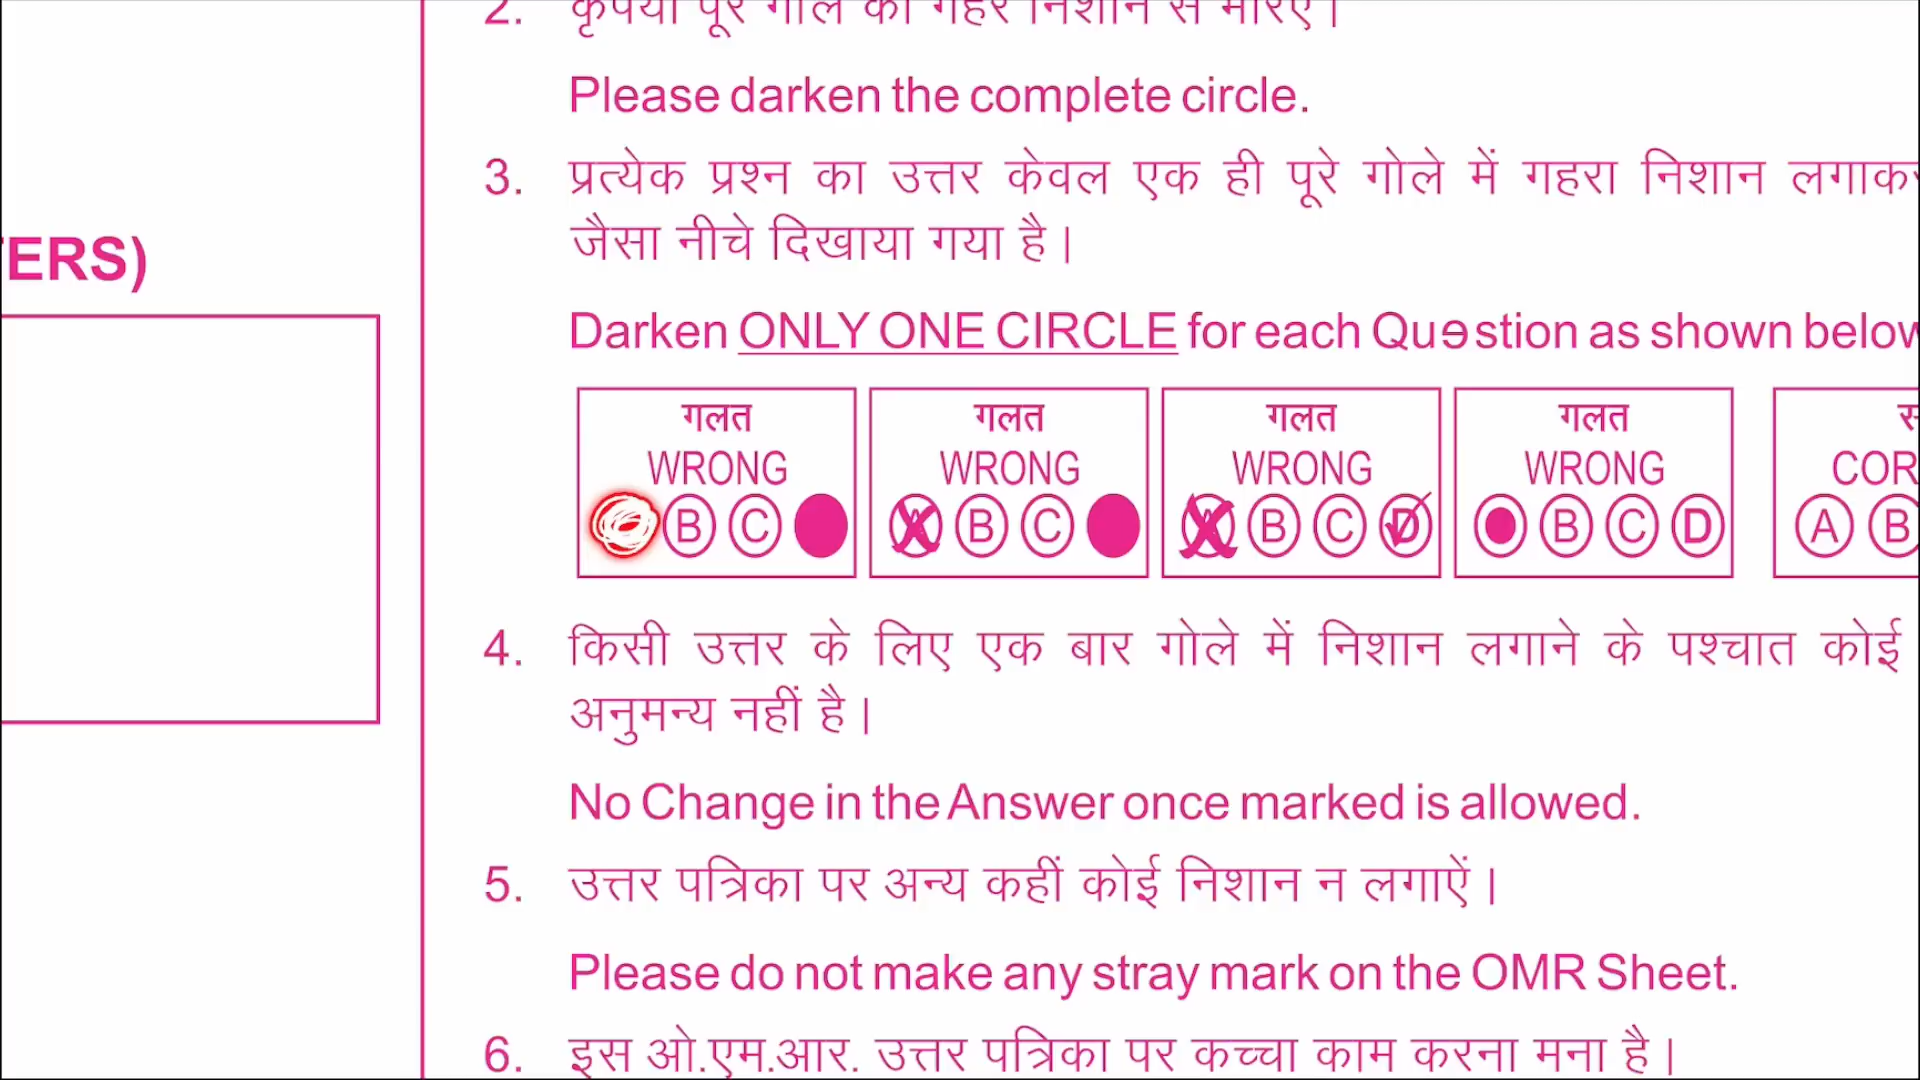 2. कृपया पूरे गोले को गहरे निशान से भरिए।
Please darken the complete circle.
3. प्रत्येक प्रश्न का उत्तर केवल एक ही पूरे गोले में गहरा निशान लगाकर
जैसा नीचे दिखाया गया है।
ERS)
Darken ONLY ONE CIRCLE for each Question as shown below
गलत गलत गलत गलत
WRONG WRONG WRONG WRONG COR
B C A B C A B C D B C D A B
4. किसी उत्तर के लिए एक बार गोले में निशान लगाने के पश्चात कोई
अनुमन्य नहीं है।
No Change in the Answer once marked is allowed.
5. उत्तर पत्रिका पर अन्य कहीं कोई निशान न लगाऐं।
Please do not make any stray mark on the OMR Sheet.
6. इस ओ.एम.आर. उत्तर पत्रिका पर कच्चा काम करना मना है।